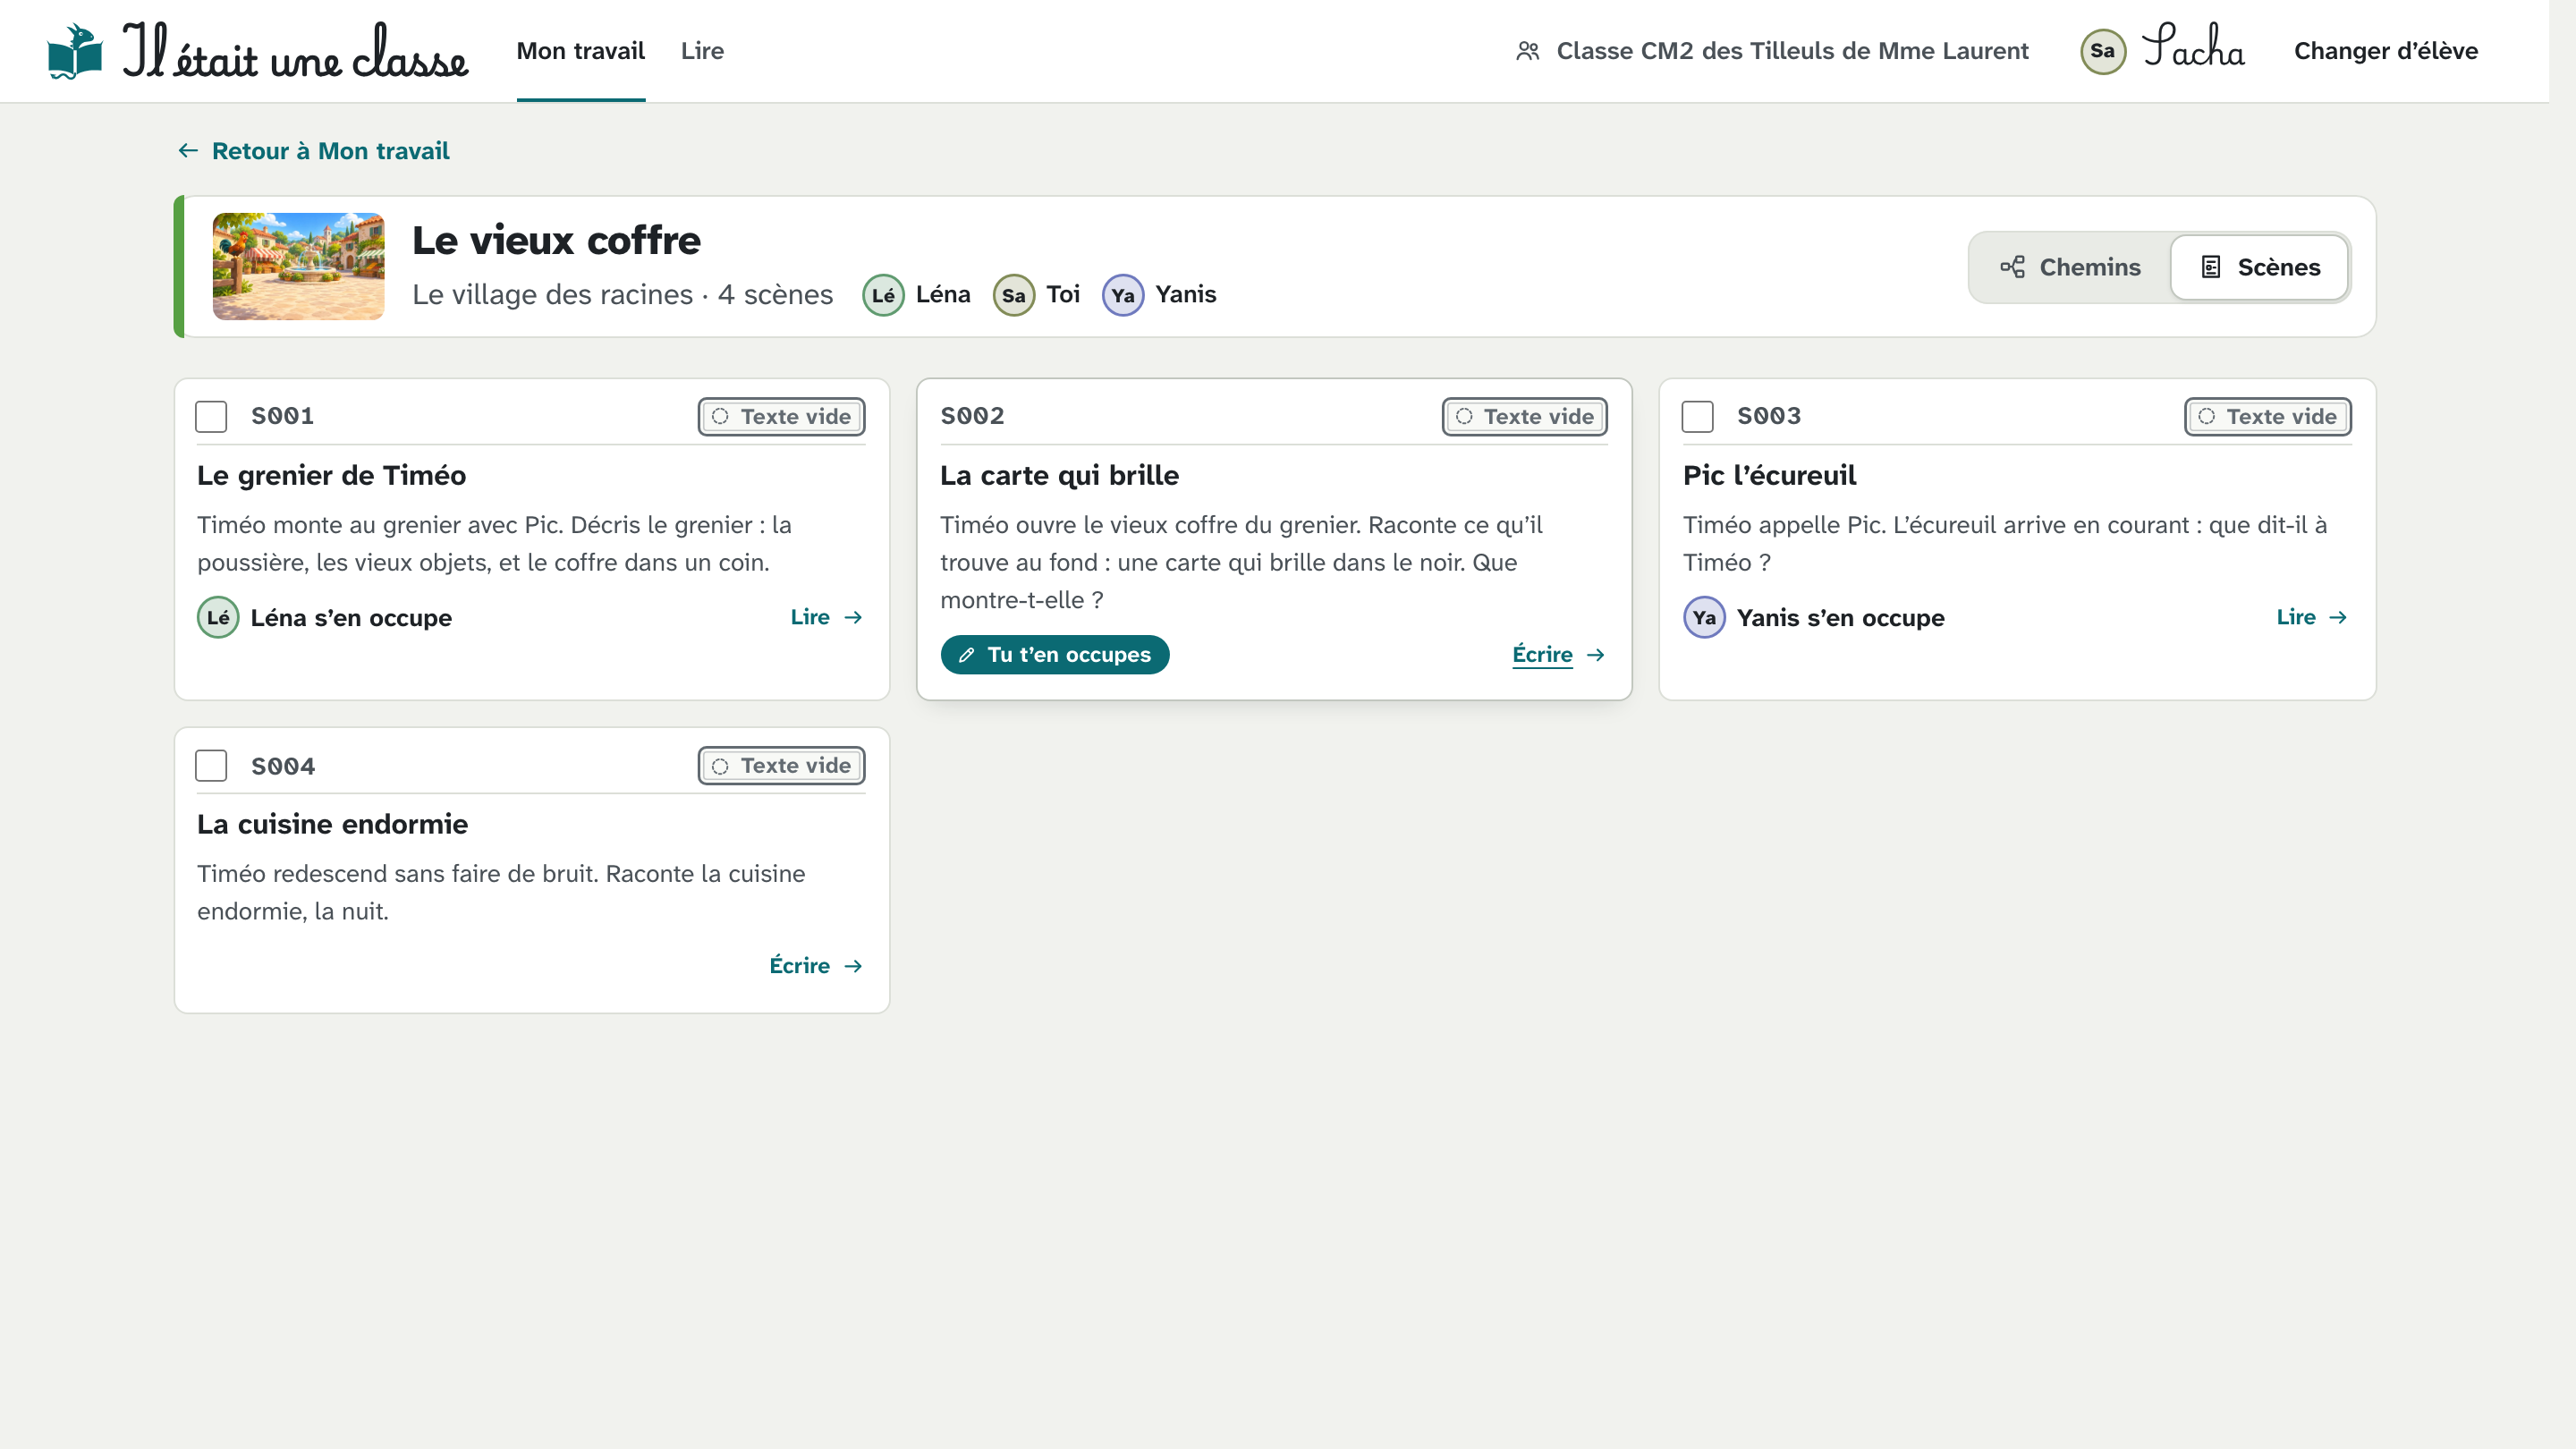 Il était une classe
Mon travail
Lire
Classe CM2 des Tilleuls de Mme Laurent
Sa
Sacha
Changer d’élève
← Retour à Mon travail
Le vieux coffre
Le village des racines · 4 scènes
Lé Léna
Sa Toi
Ya Yanis
Chemins
Scènes
S001
Texte vide
Le grenier de Timéo
Timéo monte au grenier avec Pic. Décris le grenier : la
poussière, les vieux objets, et le coffre dans un coin.
Lé Léna s’en occupe
Lire →
S002
Texte vide
La carte qui brille
Timéo ouvre le vieux coffre du grenier. Raconte ce qu’il
trouve au fond : une carte qui brille dans le noir. Que
montre-t-elle ?
Tu t’en occupes
Écrire →
S003
Texte vide
Pic l’écureuil
Timéo appelle Pic. L’écureuil arrive en courant : que dit-il à
Timéo ?
Ya Yanis s’en occupe
Lire →
S004
Texte vide
La cuisine endormie
Timéo redescend sans faire de bruit. Raconte la cuisine
endormie, la nuit.
Écrire →